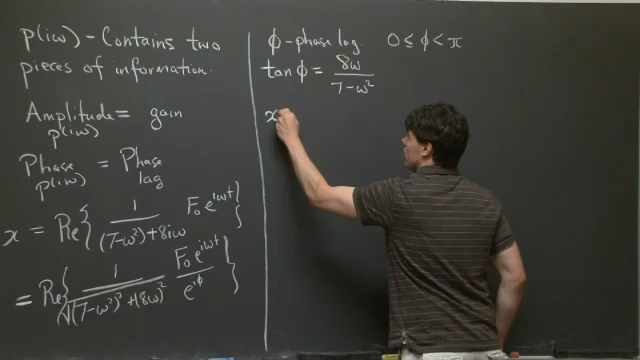 p(iω) - Contains two
pieces of information.
Amplitude = gain
p(iω)
Phase = Phase
p(iω) lag
x = Re{ 1 / ((7-ω²)+8iω) F₀ e^{iωt} }
= Re{ 1 / √((7-ω²)²+(8ω)²) F₀e^{iωt} / e^{iϕ} }
ϕ - phase lag 0 ≤ ϕ < π
tan ϕ = 8ω / (7-ω²)
x